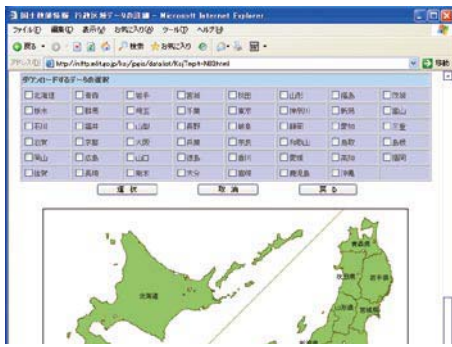 国土数値情報 行政区域データの詳細 - Microsoft Internet Explorer
ファイル(F) 編集(E) 表示(V) お気に入り(A) ツール(T) ヘルプ(H)
戻る 検索 お気に入り
アドレス(D) 移動
ダウンロードするデータの選択
北海道 青森 岩手 宮城 秋田 山形 福島 茨城
栃木 群馬 埼玉 千葉 東京 神奈川 新潟 富山
石川 福井 山梨 長野 岐阜 静岡 愛知 三重
滋賀 京都 大阪 兵庫 奈良 和歌山 鳥取 島根
岡山 広島 山口 徳島 香川 愛媛 高知 福岡
佐賀 長崎 熊本 大分 宮崎 鹿児島 沖縄
選 択 取 消 戻 る
青森県
北海道
秋田県 岩手県
山形県 宮城県